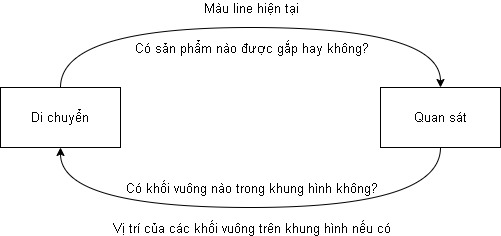 Màu line hiện tại
Có sản phẩm nào được gắp hay không?
Di chuyển
Quan sát
Có khối vuông nào trong khung hình không?
Vị trí của các khối vuông trên khung hình nếu có